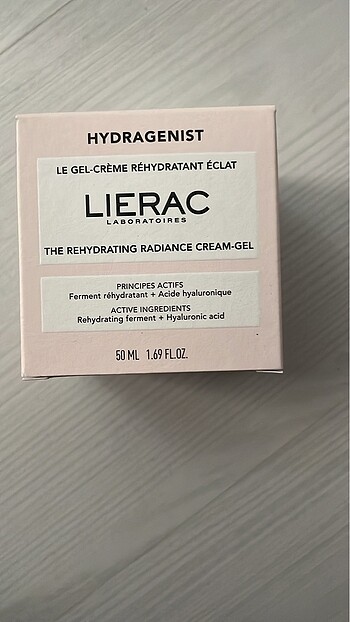 HYDRAGENIST
LE GEL-CRÈME RÉHYDRATANT ÉCLAT
LIERAC
LABORATOIRES
THE REHYDRATING RADIANCE CREAM-GEL
PRINCIPES ACTIFS
Ferment réhydratant + Acide hyaluronique
ACTIVE INGREDIENTS
Rehydrating ferment + Hyaluronic acid
50 ML 1.69 FL.OZ.